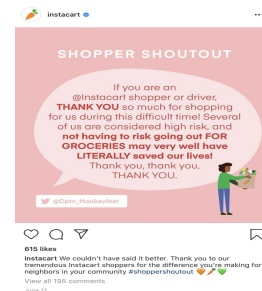 instacart
SHOPPER SHOUTOUT
If you are an
@Instacart shopper or driver,
THANK YOU so much for shopping
for us during this difficult time! Several
of us are considered high risk, and
not having to risk going out FOR
GROCERIES may very well have
LITERALLY saved our lives!
Thank you, thank you,
THANK YOU.
@Cptn_Monkeyfeet
615 likes
instacart We couldn't have said it better. Thank you to our
tremendous Instacart shoppers for the difference you're making for
neighbors in your community #shoppershoutout 🧡🥕💚
View all 195 comments
June 17